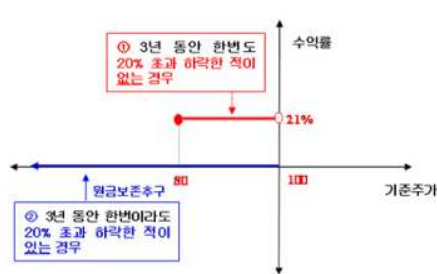 ① 3년 동안 한번도
20% 초과 하락한 적이
없는 경우
수익률
21%
80
100
기준주가
원금보존추구
② 3년 동안 한번이라도
20% 초과 하락한 적이
있는 경우